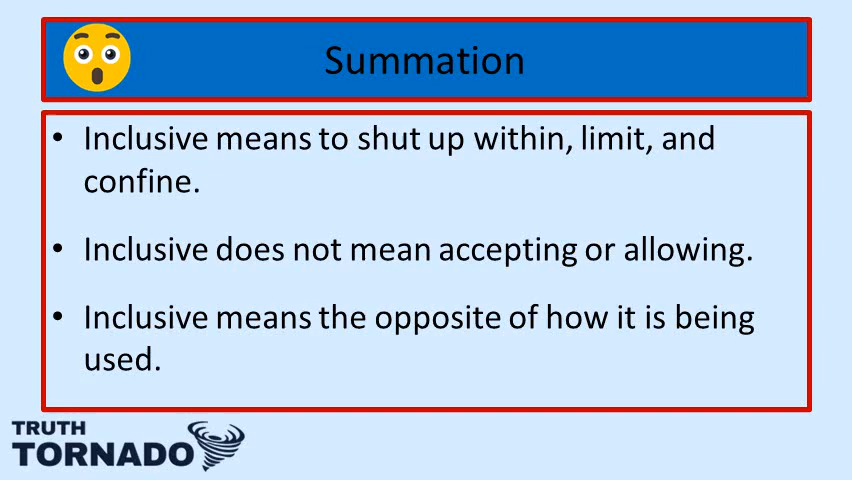 Summation
• Inclusive means to shut up within, limit, and
confine.
• Inclusive does not mean accepting or allowing.
• Inclusive means the opposite of how it is being
used.
TRUTH
TORNADO